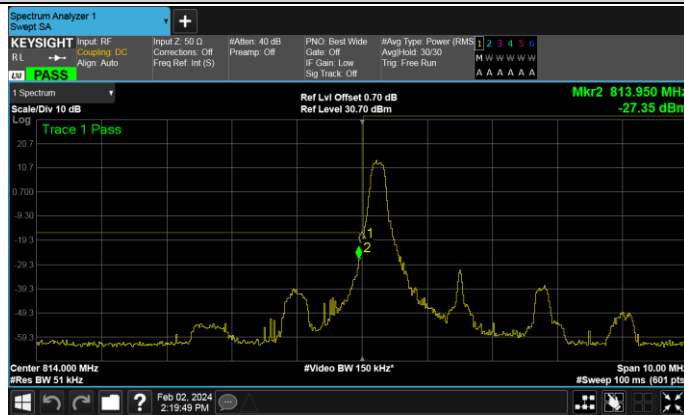 Spectrum Analyzer 1
Swept SA
KEYSIGHT
RL
LXI
PASS
Input: RF
Coupling: DC
Align: Auto
Input Z: 50 Ω
Corrections: Off
Freq Ref: Int (S)
#Atten: 40 dB
Preamp: Off
PNO: Best Wide
Gate: Off
IF Gain: Low
Sig Track: Off
#Avg Type: Power (RMS
Avg|Hold: 30/30
Trig: Free Run
1 2 3 4 5 6
M W W W W W
A A A A A A
1 Spectrum
Scale/Div 10 dB
Ref Lvl Offset 0.70 dB
Ref Level 30.70 dBm
Mkr2 813.950 MHz
-27.35 dBm
Log
Trace 1 Pass
20.7
10.7
0.700
-9.30
-19.3
-29.3
-39.3
-49.3
-59.3
1
2
Center 814.000 MHz
#Res BW 51 kHz
#Video BW 150 kHz*
Span 10.00 MHz
#Sweep 100 ms (601 pts
?
Feb 02, 2024
2:19:49 PM